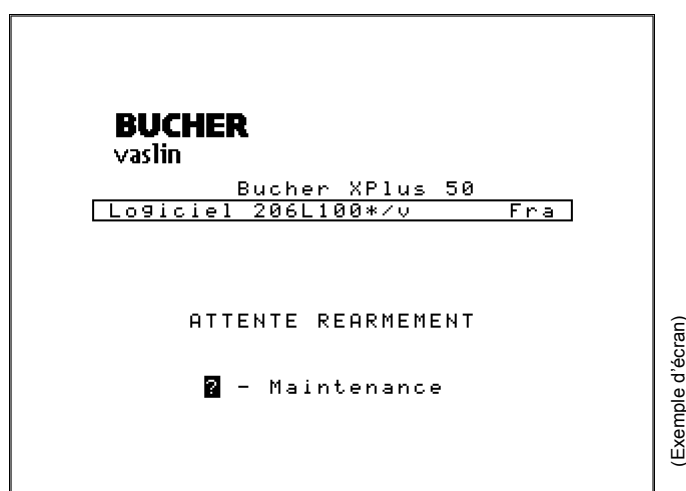 BUCHER
vaslin
Bucher XPlus 50
Logiciel 206L100*/v Fra
ATTENTE REARMEMENT
? - Maintenance
(Exemple d'écran)